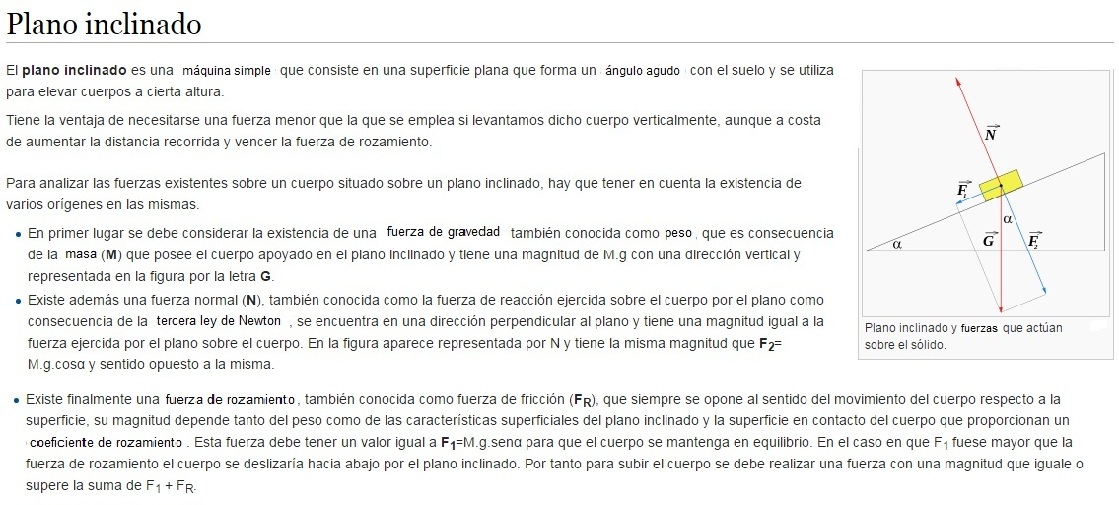 Plano inclinado
El plano inclinado es una máquina simple que consiste en una superficie plana que forma un ángulo agudo con el suelo y se utiliza
para elevar cuerpos a cierta altura.
Tiene la ventaja de necesitarse una fuerza menor que la que se emplea si levantamos dicho cuerpo verticalmente, aunque a costa
de aumentar la distancia recorrida y vencer la fuerza de rozamiento.
Para analizar las fuerzas existentes sobre un cuerpo situado sobre un plano inclinado, hay que tener en cuenta la existencia de
varios orígenes en las mismas.
• En primer lugar se debe considerar la existencia de una fuerza de gravedad también conocida como peso, que es consecuencia
de la masa (M) que posee el cuerpo apoyado en el plano inclinado y tiene una magnitud de M.g con una dirección vertical y
representada en la figura por la letra G.
• Existe además una fuerza normal (N), también conocida como la fuerza de reacción ejercida sobre el cuerpo por el plano como
consecuencia de la tercera ley de Newton, se encuentra en una dirección perpendicular al plano y tiene una magnitud igual a la
fuerza ejercida por el plano sobre el cuerpo. En la figura aparece representada por N y tiene la misma magnitud que F2=
M.g.cosα y sentido opuesto a la misma.
• Existe finalmente una fuerza de rozamiento, también conocida como fuerza de fricción (FR), que siempre se opone al sentido del movimiento del cuerpo respecto a la
superficie, su magnitud depende tanto del peso como de las características superficiales del plano inclinado y la superficie en contacto del cuerpo que proporcionan un
coeficiente de rozamiento. Esta fuerza debe tener un valor igual a F1=M.g.senα para que el cuerpo se mantenga en equilibrio. En el caso en que F1 fuese mayor que la
fuerza de rozamiento el cuerpo se deslizaría hacia abajo por el plano inclinado. Por tanto para subir el cuerpo se debe realizar una fuerza con una magnitud que iguale o
supere la suma de F1 + FR.
N
F1
α
α
G
F2
Plano inclinado y fuerzas que actúan
sobre el sólido.